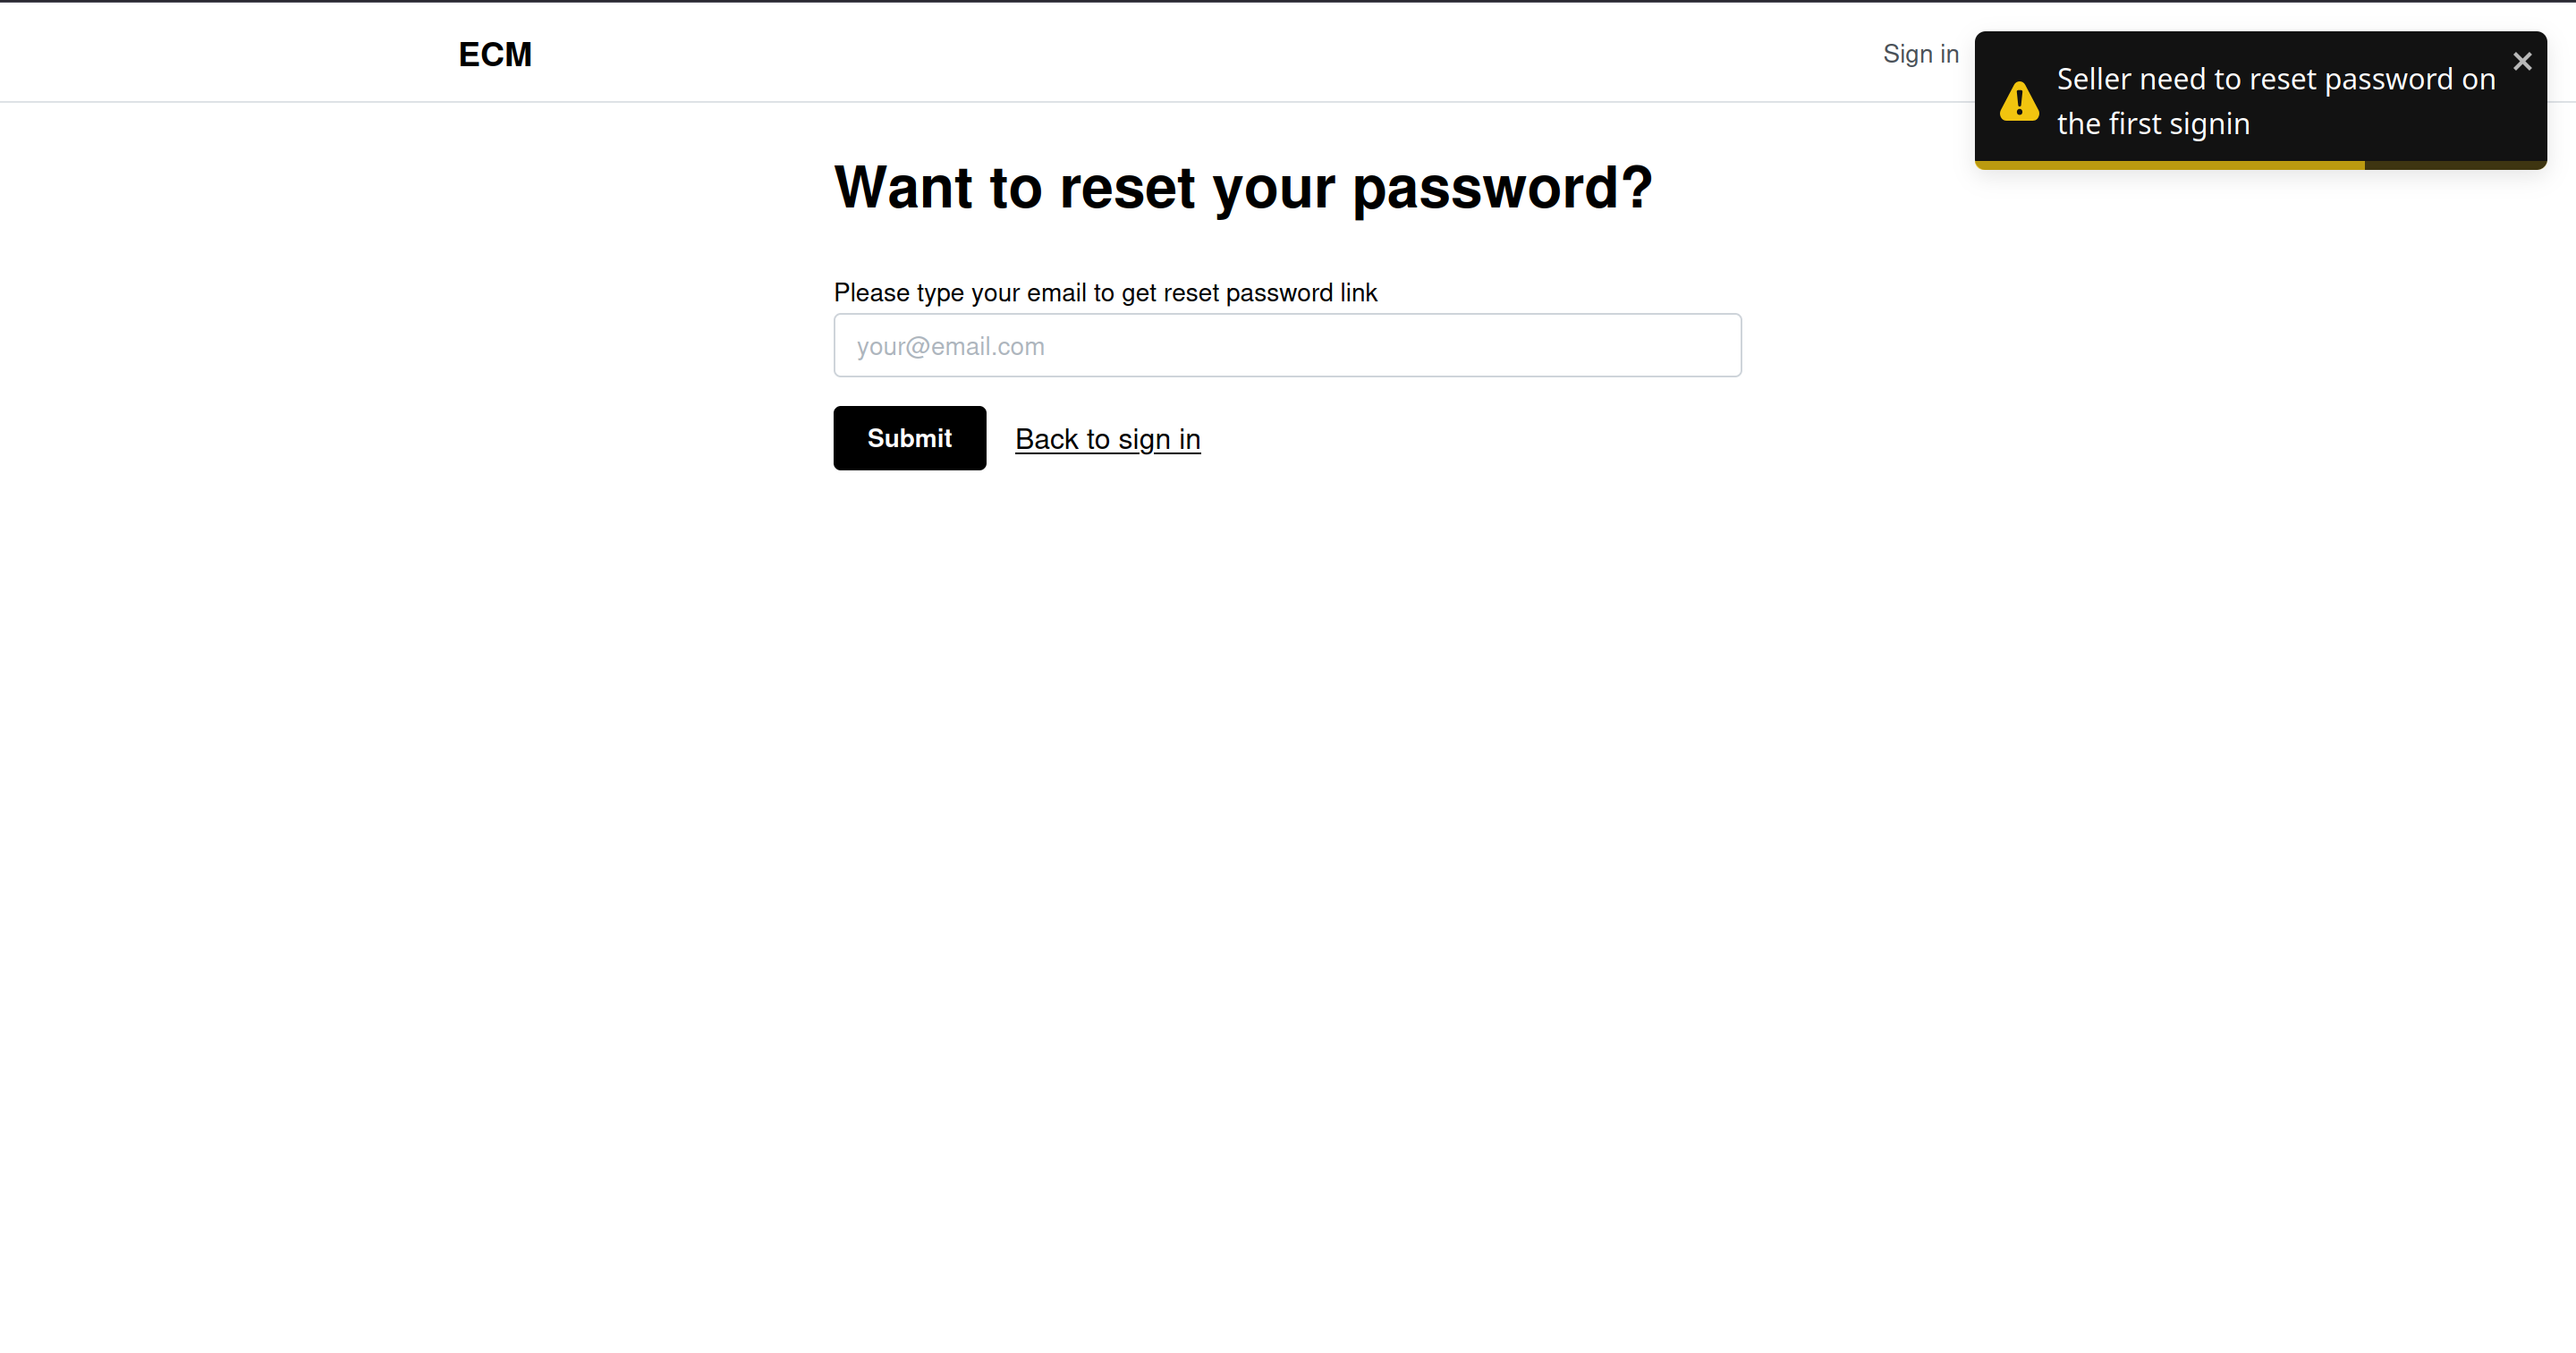 ECM
Sign in
Seller need to reset password on
the first signin
Want to reset your password?
Please type your email to get reset password link
your@email.com
Submit
Back to sign in